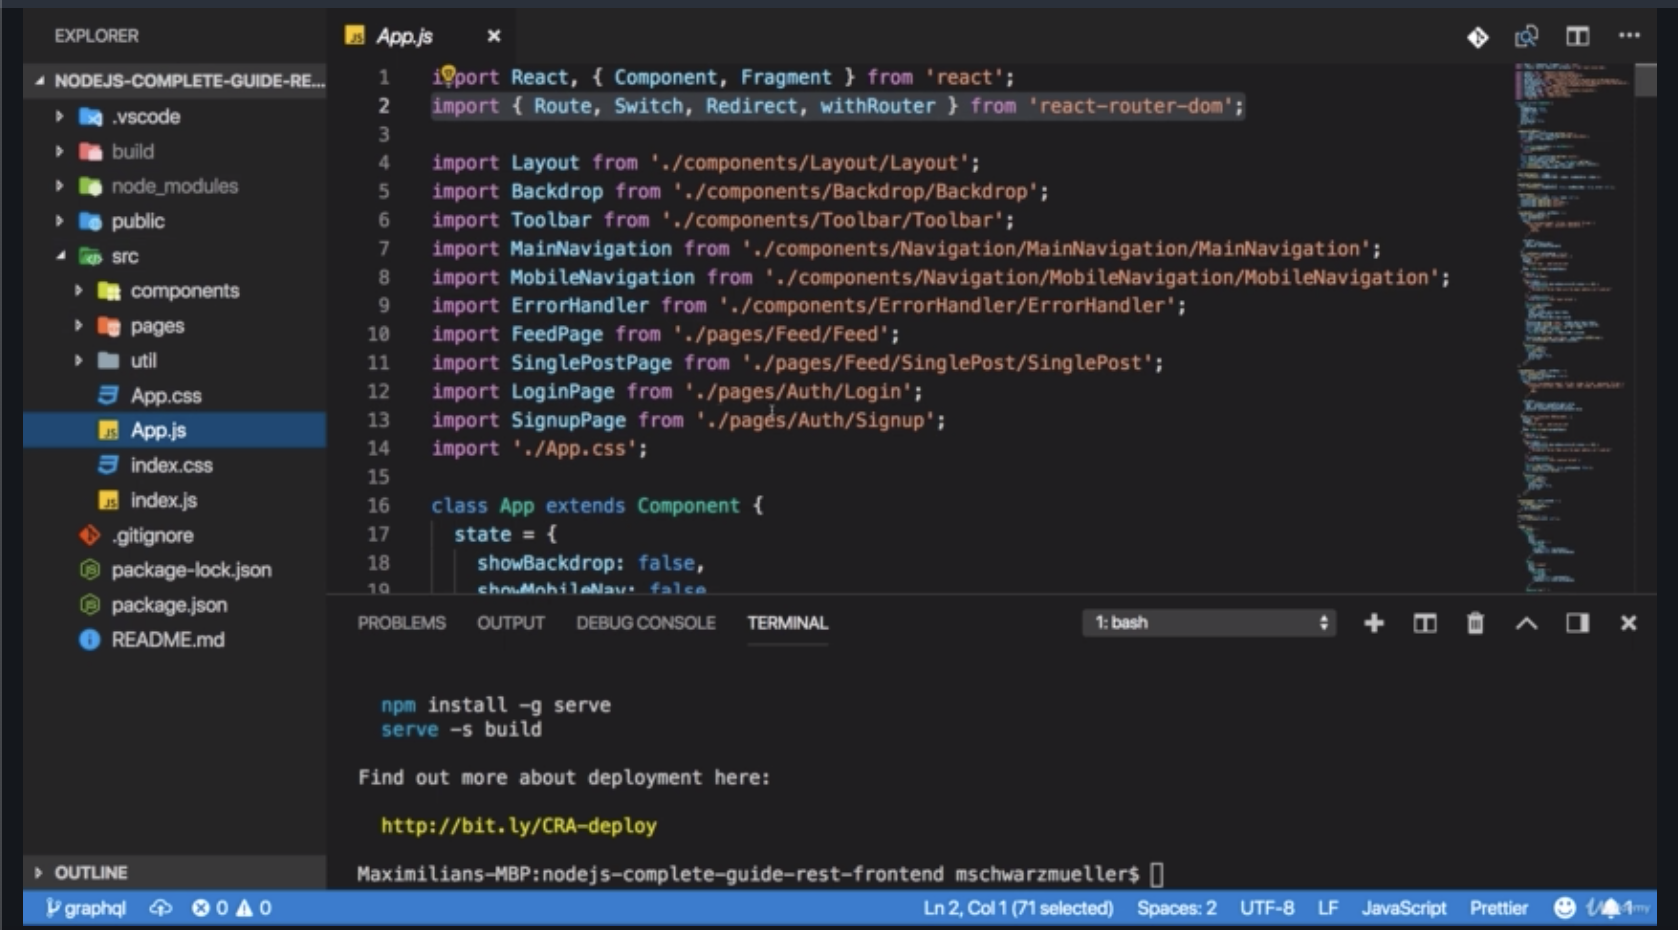 EXPLORER
NODEJS-COMPLETE-GUIDE-RE...
.vscode
build
node_modules
public
src
components
pages
util
App.css
App.js
index.css
index.js
.gitignore
package-lock.json
package.json
README.md
OUTLINE
JS App.js
1 import React, { Component, Fragment } from 'react';
2 import { Route, Switch, Redirect, withRouter } from 'react-router-dom';
3
4 import Layout from './components/Layout/Layout';
5 import Backdrop from './components/Backdrop/Backdrop';
6 import Toolbar from './components/Toolbar/Toolbar';
7 import MainNavigation from './components/Navigation/MainNavigation/MainNavigation';
8 import MobileNavigation from './components/Navigation/MobileNavigation/MobileNavigation';
9 import ErrorHandler from './components/ErrorHandler/ErrorHandler';
10 import FeedPage from './pages/Feed/Feed';
11 import SinglePostPage from './pages/Feed/SinglePost/SinglePost';
12 import LoginPage from './pages/Auth/Login';
13 import SignupPage from './pages/Auth/Signup';
14 import './App.css';
15
16 class App extends Component {
17 state = {
18 showBackdrop: false,
19 showMobileNav: false
PROBLEMS OUTPUT DEBUG CONSOLE TERMINAL 1: bash
npm install -g serve
serve -s build
Find out more about deployment here:
http://bit.ly/CRA-deploy
Maximilians-MBP:nodejs-complete-guide-rest-frontend mschwarzmueller$
graphql 0 0 Ln 2, Col 1 (71 selected) Spaces: 2 UTF-8 LF JavaScript Prettier 1